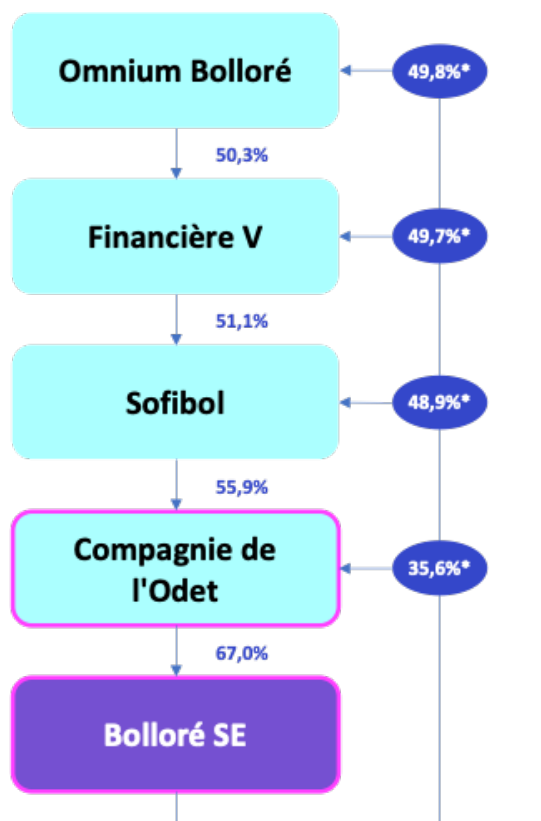 Omnium Bolloré
49,8%*
50,3%
Financière V
49,7%*
51,1%
Sofibol
48,9%*
55,9%
Compagnie de
l'Odet
35,6%*
67,0%
Bolloré SE